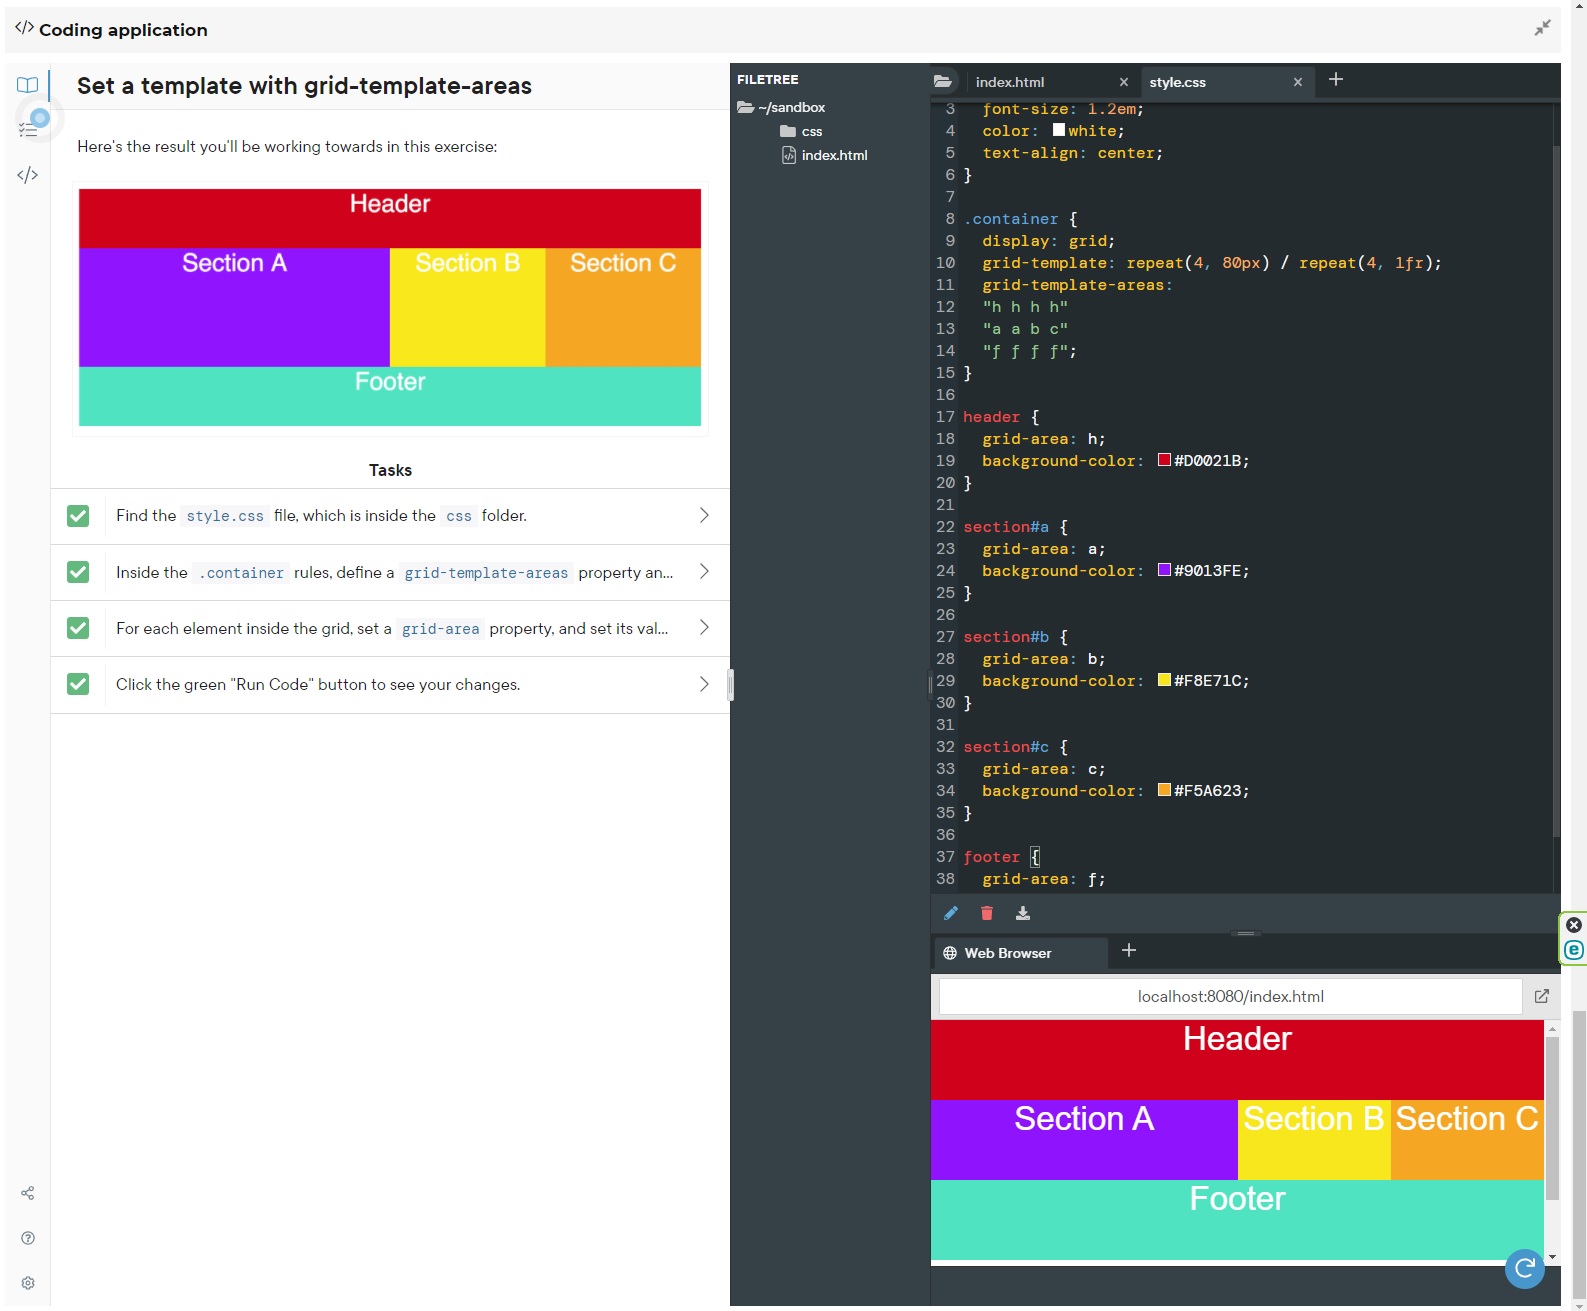 </> Coding application
Set a template with grid-template-areas
Here's the result you'll be working towards in this exercise:
Header
Section A Section B Section C
Footer
Tasks
Find the style.css file, which is inside the css folder.
Inside the .container rules, define a grid-template-areas property an...
For each element inside the grid, set a grid-area property, and set its val...
Click the green "Run Code" button to see your changes.
FILETREE
~/sandbox
css
index.html
index.html × style.css × +
3 font-size: 1.2em;
4 color: white;
5 text-align: center;
6 }
7
8 .container {
9 display: grid;
10 grid-template: repeat(4, 80px) / repeat(4, 1fr);
11 grid-template-areas:
12 "h h h h"
13 "a a b c"
14 "f f f f";
15 }
16
17 header {
18 grid-area: h;
19 background-color: #D0021B;
20 }
21
22 section#a {
23 grid-area: a;
24 background-color: #9013FE;
25 }
26
27 section#b {
28 grid-area: b;
29 background-color: #F8E71C;
30 }
31
32 section#c {
33 grid-area: c;
34 background-color: #F5A623;
35 }
36
37 footer {
38 grid-area: f;
Web Browser +
localhost:8080/index.html
Header
Section A Section B Section C
Footer